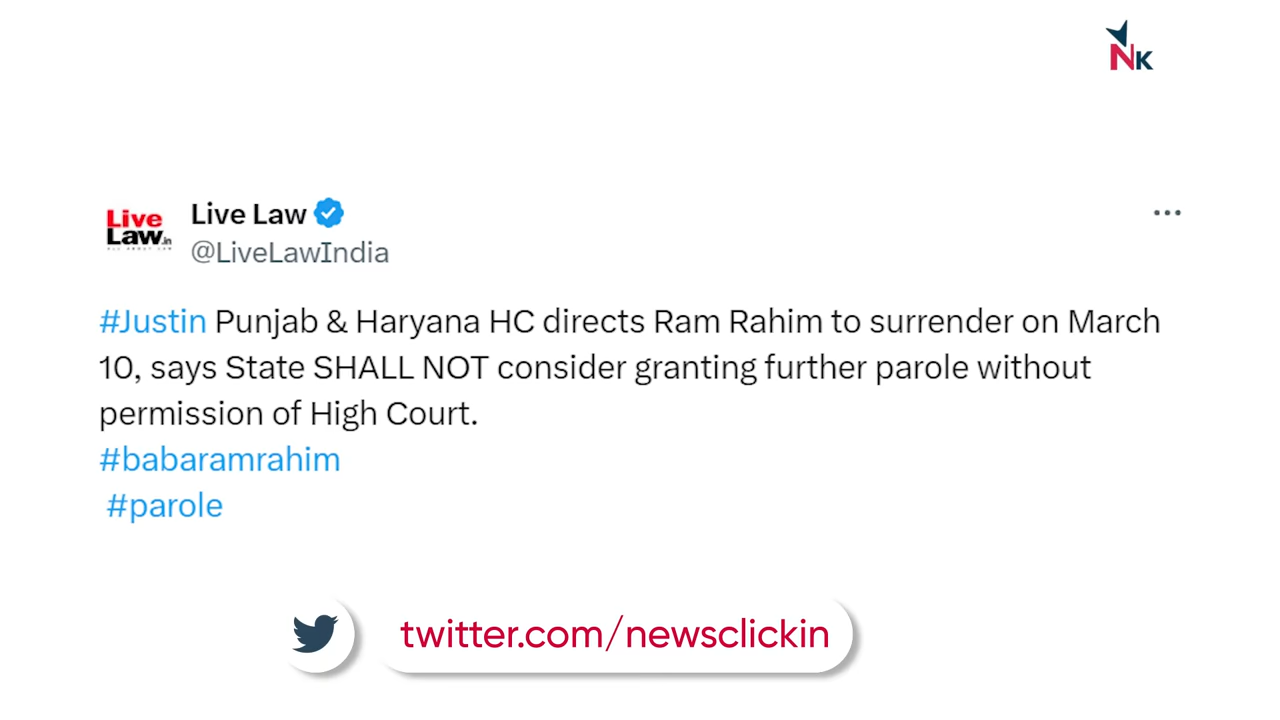 NK
Live Law
Live
Law.in
@LiveLawIndia
#Justin Punjab & Haryana HC directs Ram Rahim to surrender on March
10, says State SHALL NOT consider granting further parole without
permission of High Court.
#babaramrahim
#parole
twitter.com/newsclickin